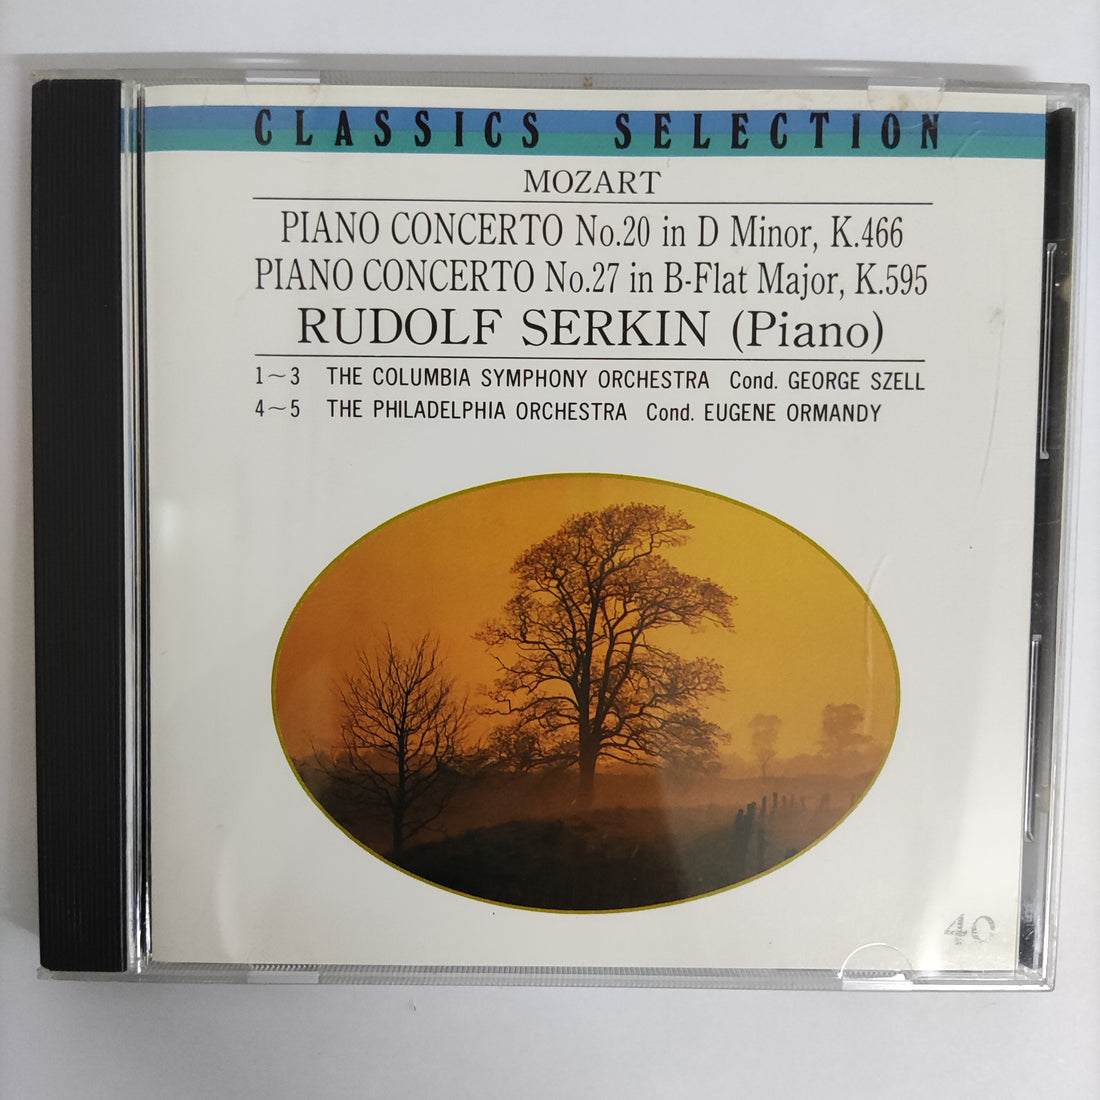 CLASSICS SELECTION
MOZART
PIANO CONCERTO No.20 in D Minor, K.466
PIANO CONCERTO No.27 in B-Flat Major, K.595
RUDOLF SERKIN (Piano)
1～3 THE COLUMBIA SYMPHONY ORCHESTRA Cond. GEORGE SZELL
4～5 THE PHILADELPHIA ORCHESTRA Cond. EUGENE ORMANDY
40